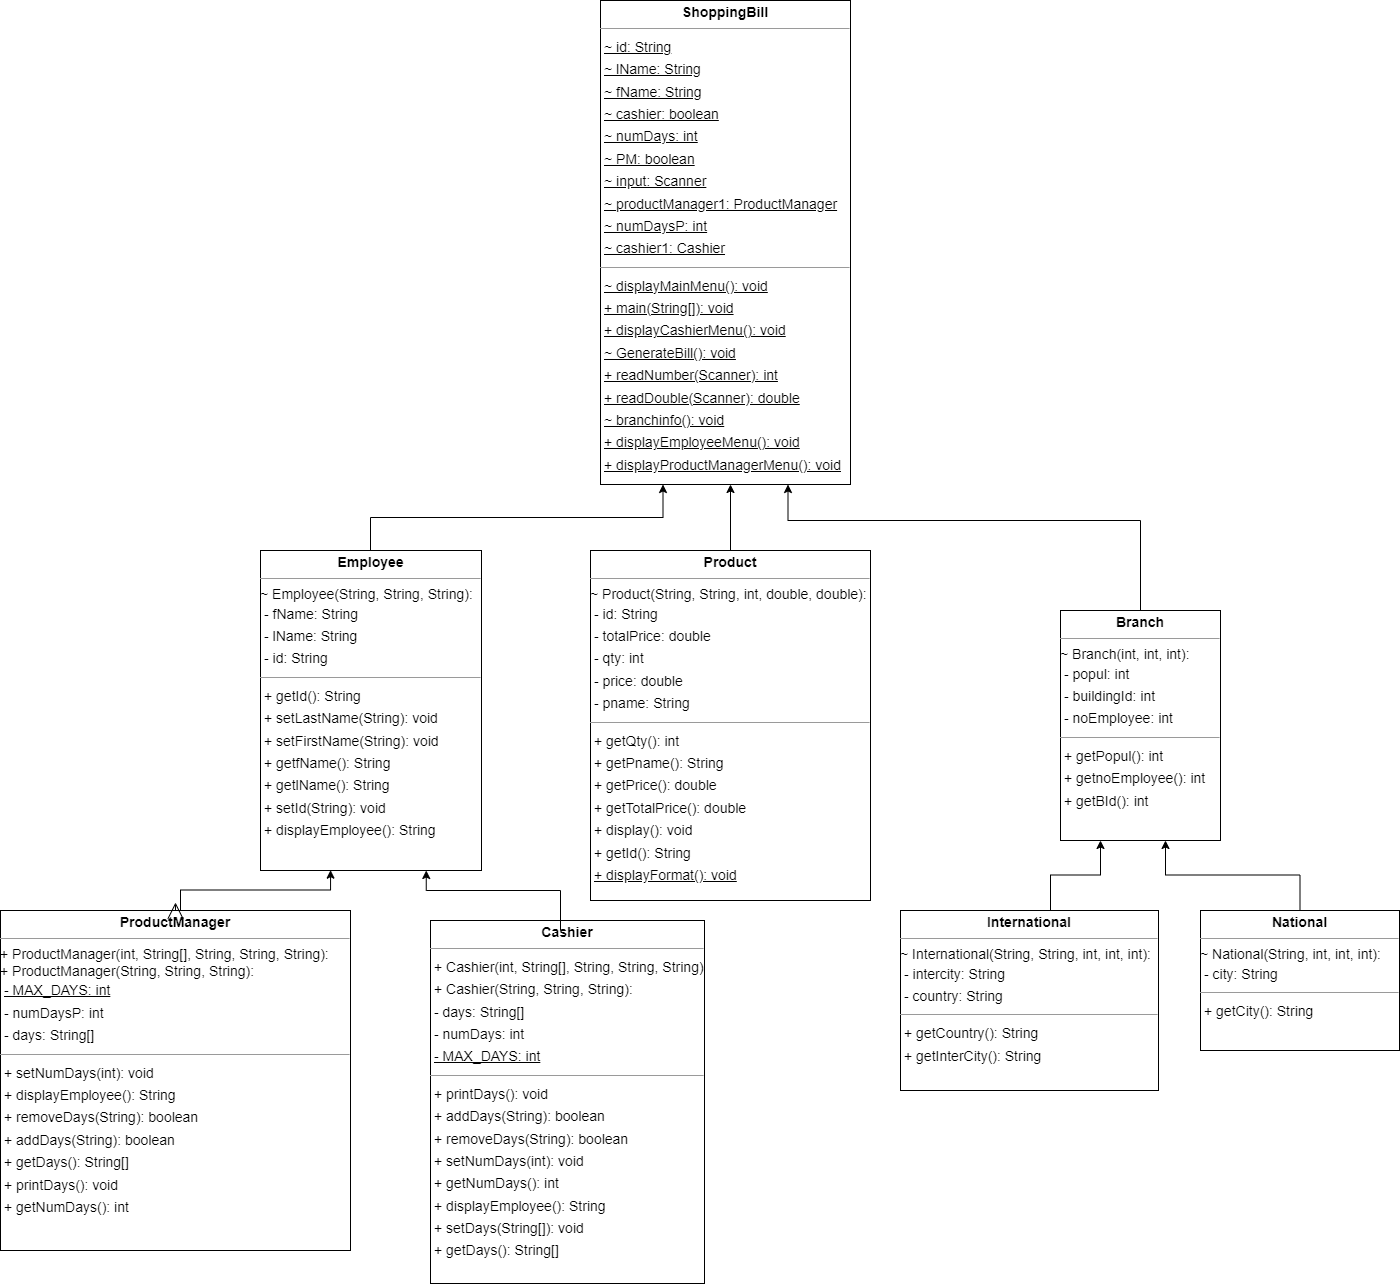 ShoppingBill
~ id: String
~ lName: String
~ fName: String
~ cashier: boolean
~ numDays: int
~ PM: boolean
~ input: Scanner
~ productManager1: ProductManager
~ numDaysP: int
~ cashier1: Cashier
~ displayMainMenu(): void
+ main(String[]): void
+ displayCashierMenu(): void
~ GenerateBill(): void
+ readNumber(Scanner): int
+ readDouble(Scanner): double
~ branchinfo(): void
+ displayEmployeeMenu(): void
+ displayProductManagerMenu(): void
Employee
~ Employee(String, String, String):
- fName: String
- lName: String
- id: String
+ getId(): String
+ setLastName(String): void
+ setFirstName(String): void
+ getfName(): String
+ getlName(): String
+ setId(String): void
+ displayEmployee(): String
Product
~ Product(String, String, int, double, double):
- id: String
- totalPrice: double
- qty: int
- price: double
- pname: String
+ getQty(): int
+ getPname(): String
+ getPrice(): double
+ getTotalPrice(): double
+ display(): void
+ getId(): String
+ displayFormat(): void
Branch
~ Branch(int, int, int):
- popul: int
- buildingId: int
- noEmployee: int
+ getPopul(): int
+ getnoEmployee(): int
+ getBId(): int
ProductManager
+ ProductManager(int, String[], String, String, String):
+ ProductManager(String, String, String):
- MAX_DAYS: int
- numDaysP: int
- days: String[]
+ setNumDays(int): void
+ displayEmployee(): String
+ removeDays(String): boolean
+ addDays(String): boolean
+ getDays(): String[]
+ printDays(): void
+ getNumDays(): int
Cashier
+ Cashier(int, String[], String, String, String)
+ Cashier(String, String, String):
- days: String[]
- numDays: int
- MAX_DAYS: int
+ printDays(): void
+ addDays(String): boolean
+ removeDays(String): boolean
+ setNumDays(int): void
+ getNumDays(): int
+ displayEmployee(): String
+ setDays(String[]): void
+ getDays(): String[]
International
~ International(String, String, int, int, int):
- intercity: String
- country: String
+ getCountry(): String
+ getInterCity(): String
National
~ National(String, int, int, int):
- city: String
+ getCity(): String